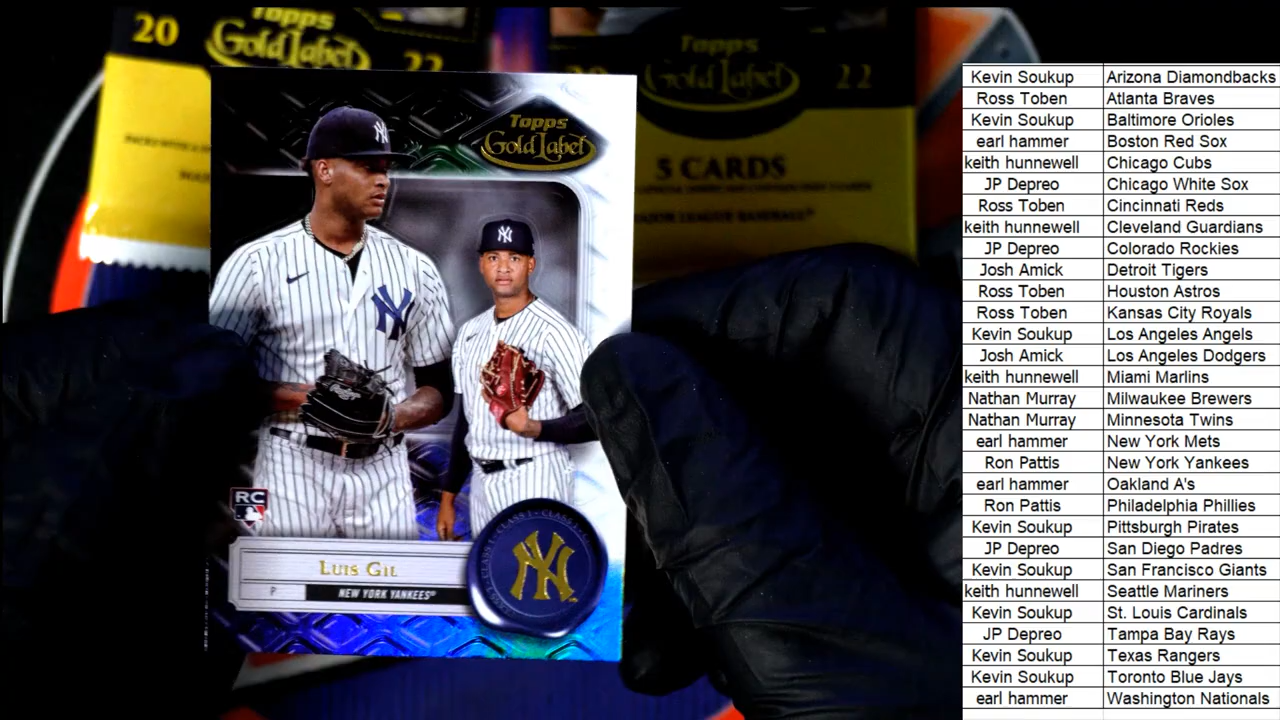 20
Topps
Gold Label
22
Topps
Gold Label
22
5 CARDS
MAJOR LEAGUE BASEBALL
Topps
Gold Label
NY
NY
NY
RC
CLASS 1
NY
Luis Gil
P NEW YORK YANKEES®
Kevin Soukup Arizona Diamondbacks
Ross Toben Atlanta Braves
Kevin Soukup Baltimore Orioles
earl hammer Boston Red Sox
keith hunnewell Chicago Cubs
JP Depreo Chicago White Sox
Ross Toben Cincinnati Reds
keith hunnewell Cleveland Guardians
JP Depreo Colorado Rockies
Josh Amick Detroit Tigers
Ross Toben Houston Astros
Ross Toben Kansas City Royals
Kevin Soukup Los Angeles Angels
Josh Amick Los Angeles Dodgers
keith hunnewell Miami Marlins
Nathan Murray Milwaukee Brewers
Nathan Murray Minnesota Twins
earl hammer New York Mets
Ron Pattis New York Yankees
earl hammer Oakland A's
Ron Pattis Philadelphia Phillies
Kevin Soukup Pittsburgh Pirates
JP Depreo San Diego Padres
Kevin Soukup San Francisco Giants
keith hunnewell Seattle Mariners
Kevin Soukup St. Louis Cardinals
JP Depreo Tampa Bay Rays
Kevin Soukup Texas Rangers
Kevin Soukup Toronto Blue Jays
earl hammer Washington Nationals